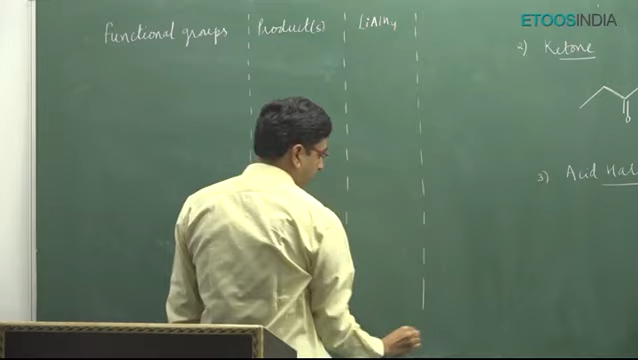 ETOOSINDIA
Functional groups Product(s) LiAlH4
2) Ketone
O
3) Acid Hal